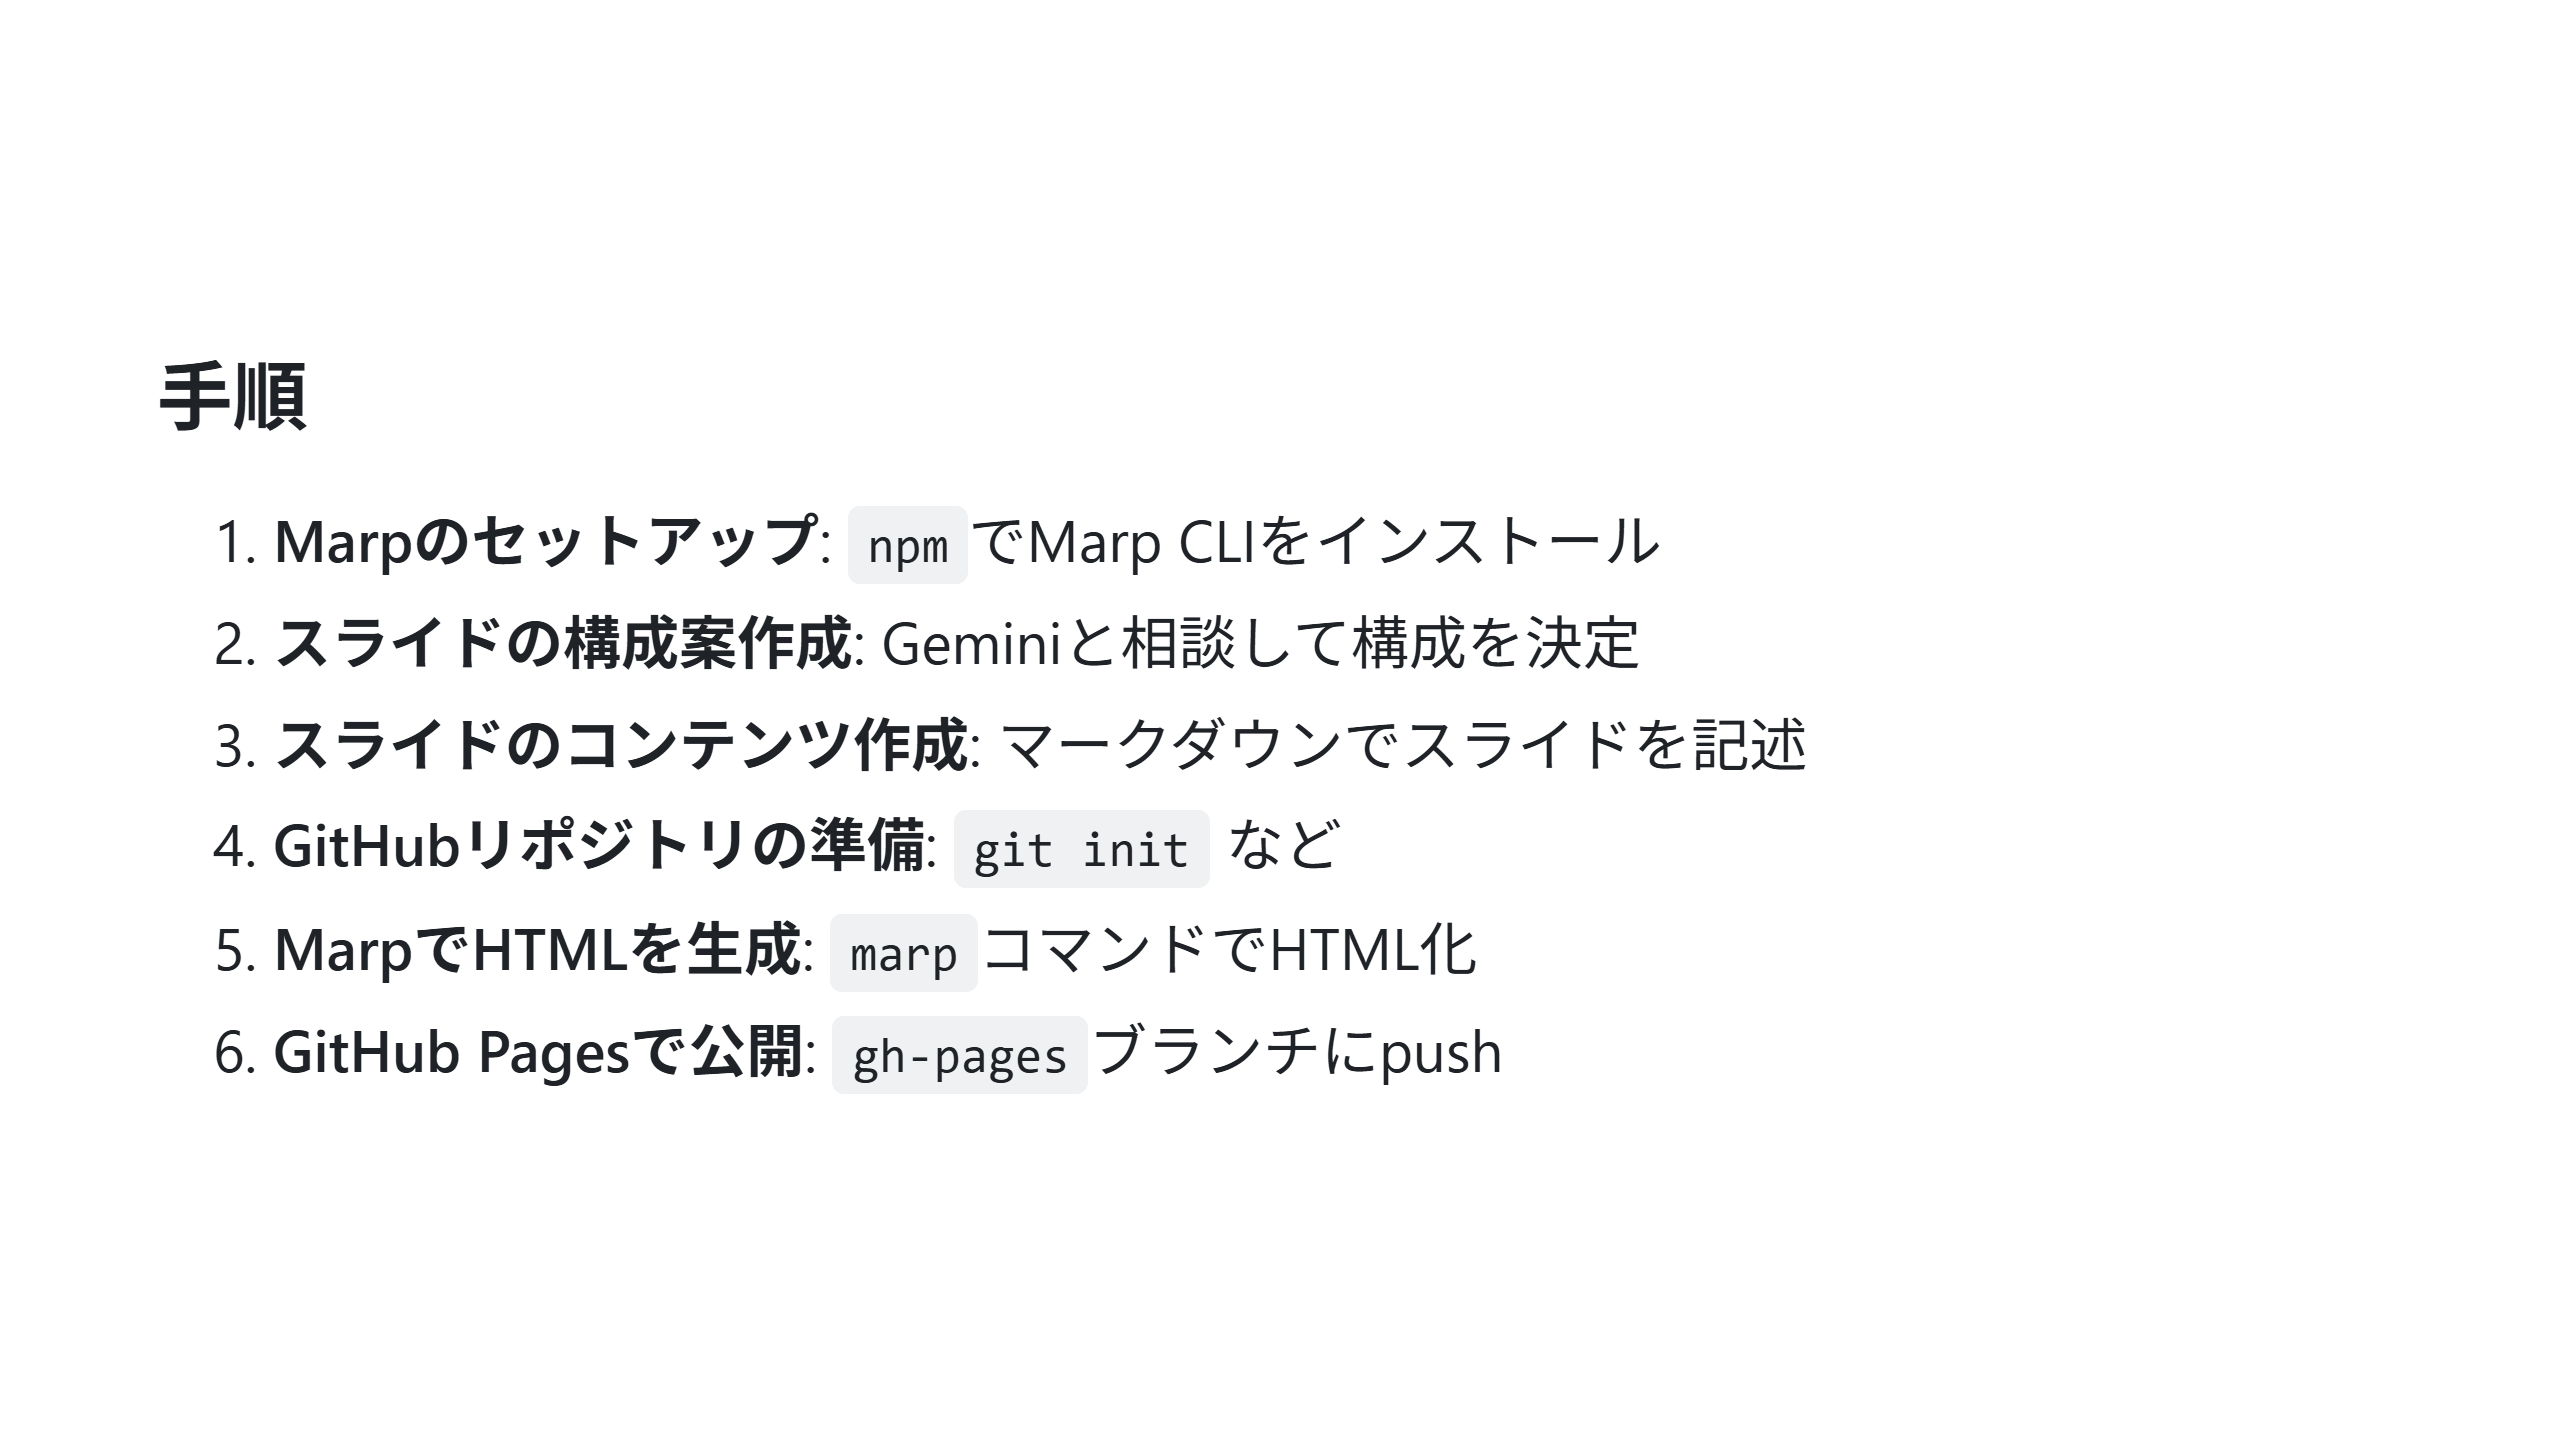 手順
1. Marpのセットアップ: npmでMarp CLIをインストール
2. スライドの構成案作成: Geminiと相談して構成を決定
3. スライドのコンテンツ作成: マークダウンでスライドを記述
4. GitHubリポジトリの準備: git init など
5. MarpでHTMLを生成: marpコマンドでHTML化
6. GitHub Pagesで公開: gh-pagesブランチにpush